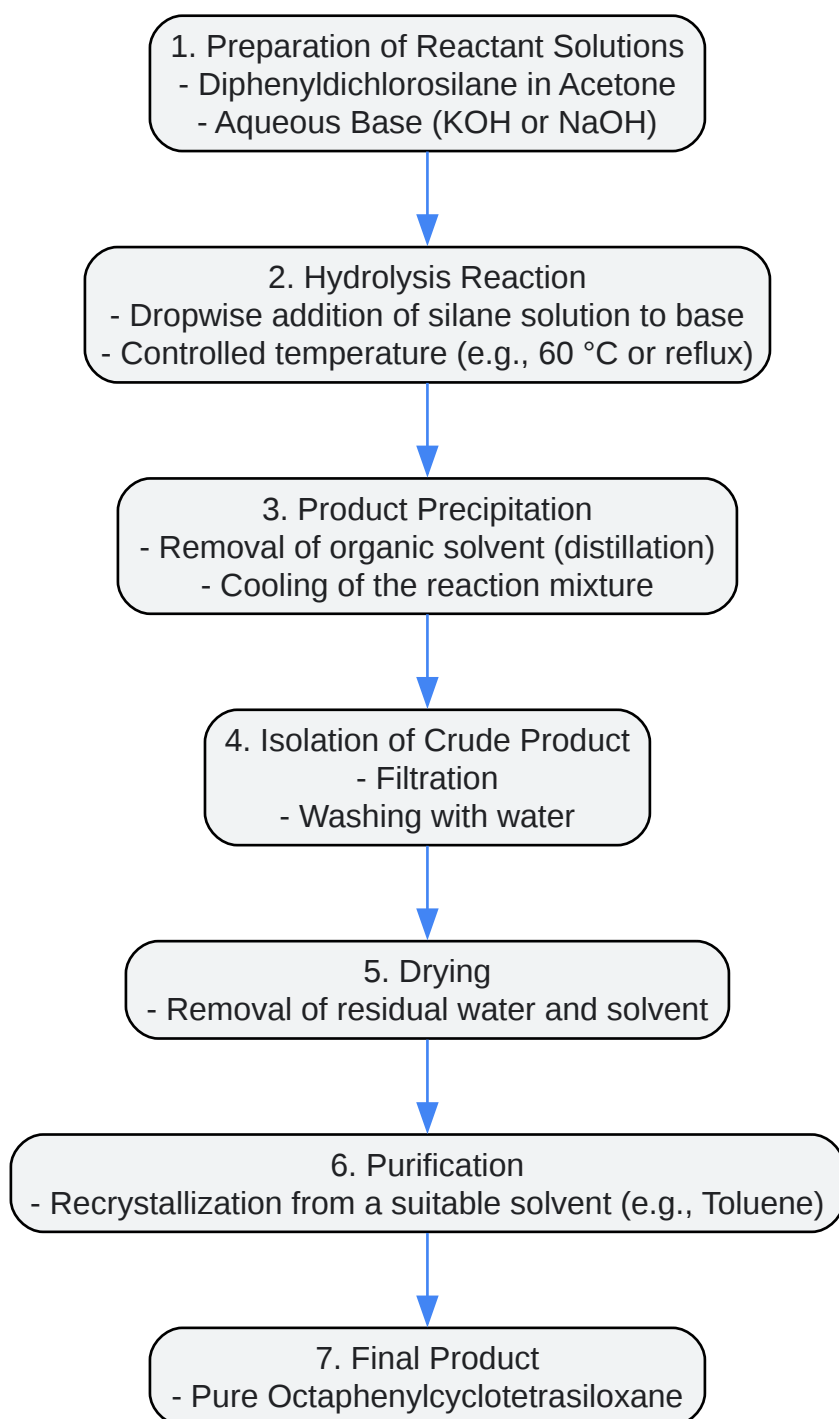 1. Preparation of Reactant Solutions
- Diphenyldichlorosilane in Acetone
- Aqueous Base (KOH or NaOH)
2. Hydrolysis Reaction
- Dropwise addition of silane solution to base
- Controlled temperature (e.g., 60 °C or reflux)
3. Product Precipitation
- Removal of organic solvent (distillation)
- Cooling of the reaction mixture
4. Isolation of Crude Product
- Filtration
- Washing with water
5. Drying
- Removal of residual water and solvent
6. Purification
- Recrystallization from a suitable solvent (e.g., Toluene)
7. Final Product
- Pure Octaphenylcyclotetrasiloxane